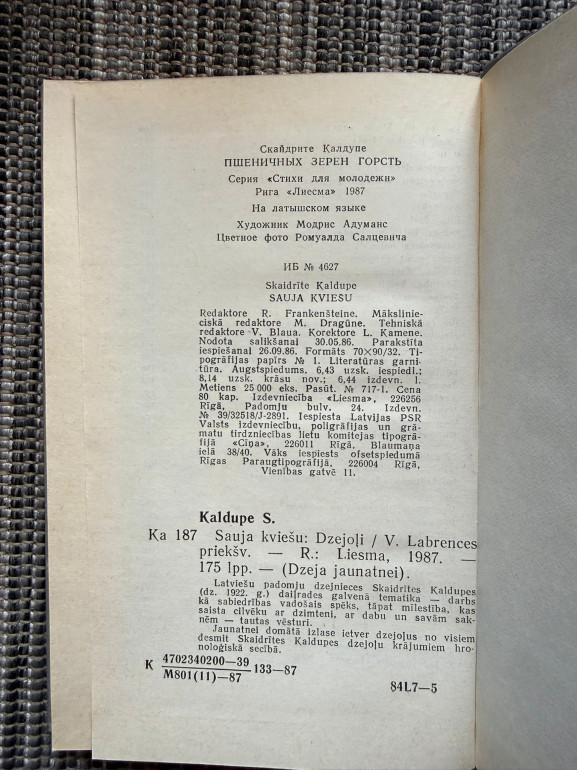 Скайдрите Калдупе
ПШЕНИЧНЫХ ЗЕРЕН ГОРСТЬ
Серия «Стихи для молодежи»
Рига «Лиесма» 1987
На латышском языке
Художник Модрис Адуманс
Цветное фото Ромуалда Салцевича
ИБ № 4627
Skaidrīte Kaldupe
SAUJA KVIEŠU
Redaktore R. Frankenšteine. Mākslinie-
ciskā redaktore M. Dragūne. Tehniskā
redaktore V. Blaua. Korektore L. Kamene.
Nodota salikšanai 30.05.86. Parakstīta
iespiešanai 26.09.86. Formāts 70×90/32. Ti-
pogrāfijas papīrs № 1. Literatūras garni-
tūra. Augstspiedums. 6,43 uzsk. iespiedl.;
8,14 uzsk. krāsu nov.; 6,44 izdevn. l.
Metiens 25 000 eks. Pasūt. № 717-1. Cena
80 kap. Izdevniecība «Liesma», 226256
Rīgā, Padomju bulv. 24. Izdevn.
№ 39/32518/J-2891. Iespiesta Latvijas PSR
Valsts izdevniecību, poligrāfijas un grā-
matu tirdzniecības lietu komitejas tipogrā-
fijā «Cīņa», 226011 Rīgā, Blaumaņa
ielā 38/40. Vāks iespiests ofsetspiedumā
Rīgas Paraugtipogrāfijā, 226004 Rīgā,
Vienības gatvē 11.
Kaldupe S.
Ka 187 Sauja kviešu: Dzejoļi / V. Labrences
priekšv. — R.: Liesma, 1987. —
175 lpp. — (Dzeja jaunatnei).
Latviešu padomju dzejnieces Skaidrītes Kaldupes
(dz. 1922. g.) daiļrades galvenā tematika — darbs
kā sabiedrības vadošais spēks, tāpat mīlestība, kas
saista cilvēku ar dzimteni, ar dabu un savām sak-
nēm — tautas vēsturi.
Jaunatnei domātā izlase ietver dzejoļus no visiem
desmit Skaidrītes Kaldupes dzejoļu krājumiem hro-
noloģiskā secībā.
К 4702340200—39
М801(11)—87 133—87
84L7—5